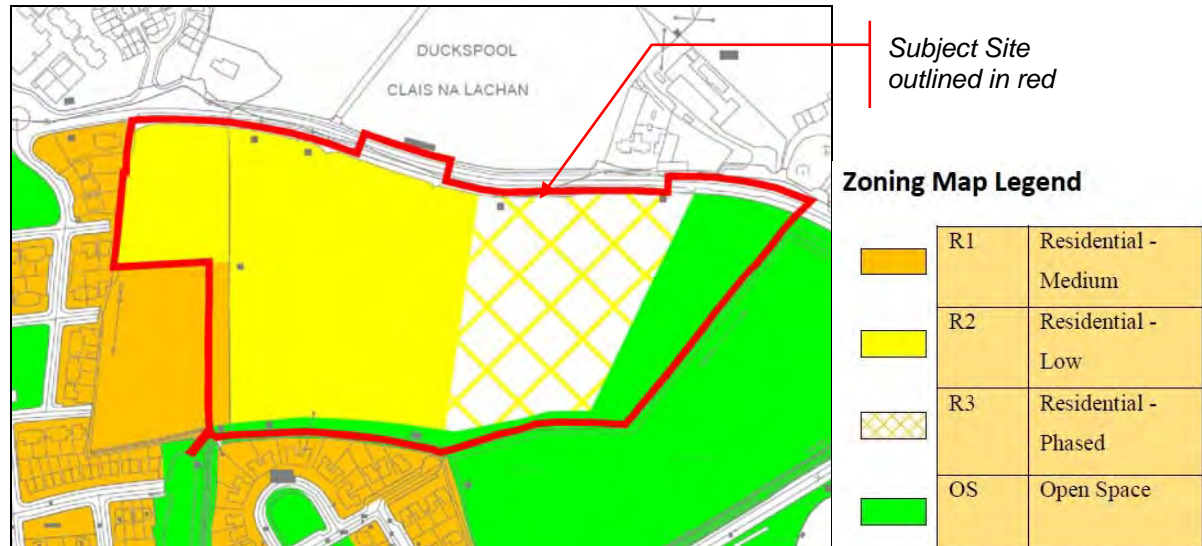 DUCKSPOOL
CLAIS NA LACHAN
Subject Site
outlined in red
Zoning Map Legend
R1 Residential -
Medium
R2 Residential -
Low
R3 Residential -
Phased
OS Open Space